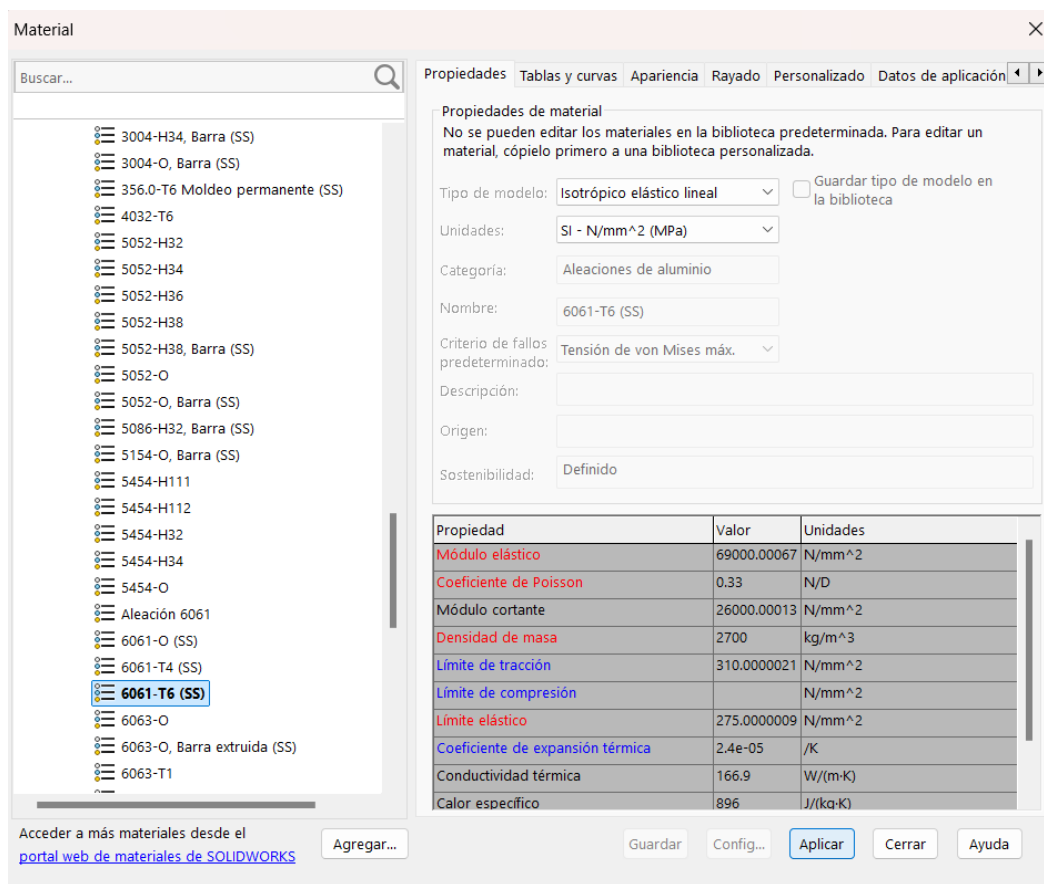 Material
Buscar...
3004-H34, Barra (SS)
3004-O, Barra (SS)
356.0-T6 Moldeo permanente (SS)
4032-T6
5052-H32
5052-H34
5052-H36
5052-H38
5052-H38, Barra (SS)
5052-O
5052-O, Barra (SS)
5086-H32, Barra (SS)
5154-O, Barra (SS)
5454-H111
5454-H112
5454-H32
5454-H34
5454-O
Aleación 6061
6061-O (SS)
6061-T4 (SS)
6061-T6 (SS)
6063-O
6063-O, Barra extruida (SS)
6063-T1
Acceder a más materiales desde el
portal web de materiales de SOLIDWORKS
Agregar...
Propiedades Tablas y curvas Apariencia Rayado Personalizado Datos de aplicación
Propiedades de material
No se pueden editar los materiales en la biblioteca predeterminada. Para editar un
material, cópielo primero a una biblioteca personalizada.
Tipo de modelo: Isotrópico elástico lineal
Guardar tipo de modelo en
la biblioteca
Unidades: SI - N/mm^2 (MPa)
Categoría: Aleaciones de aluminio
Nombre: 6061-T6 (SS)
Criterio de fallos
predeterminado: Tensión de von Mises máx.
Descripción:
Origen:
Sostenibilidad: Definido
Propiedad Valor Unidades
Módulo elástico 69000.00067 N/mm^2
Coeficiente de Poisson 0.33 N/D
Módulo cortante 26000.00013 N/mm^2
Densidad de masa 2700 kg/m^3
Límite de tracción 310.0000021 N/mm^2
Límite de compresión N/mm^2
Límite elástico 275.0000009 N/mm^2
Coeficiente de expansión térmica 2.4e-05 /K
Conductividad térmica 166.9 W/(m·K)
Calor específico 896 J/(kg·K)
Guardar Config... Aplicar Cerrar Ayuda